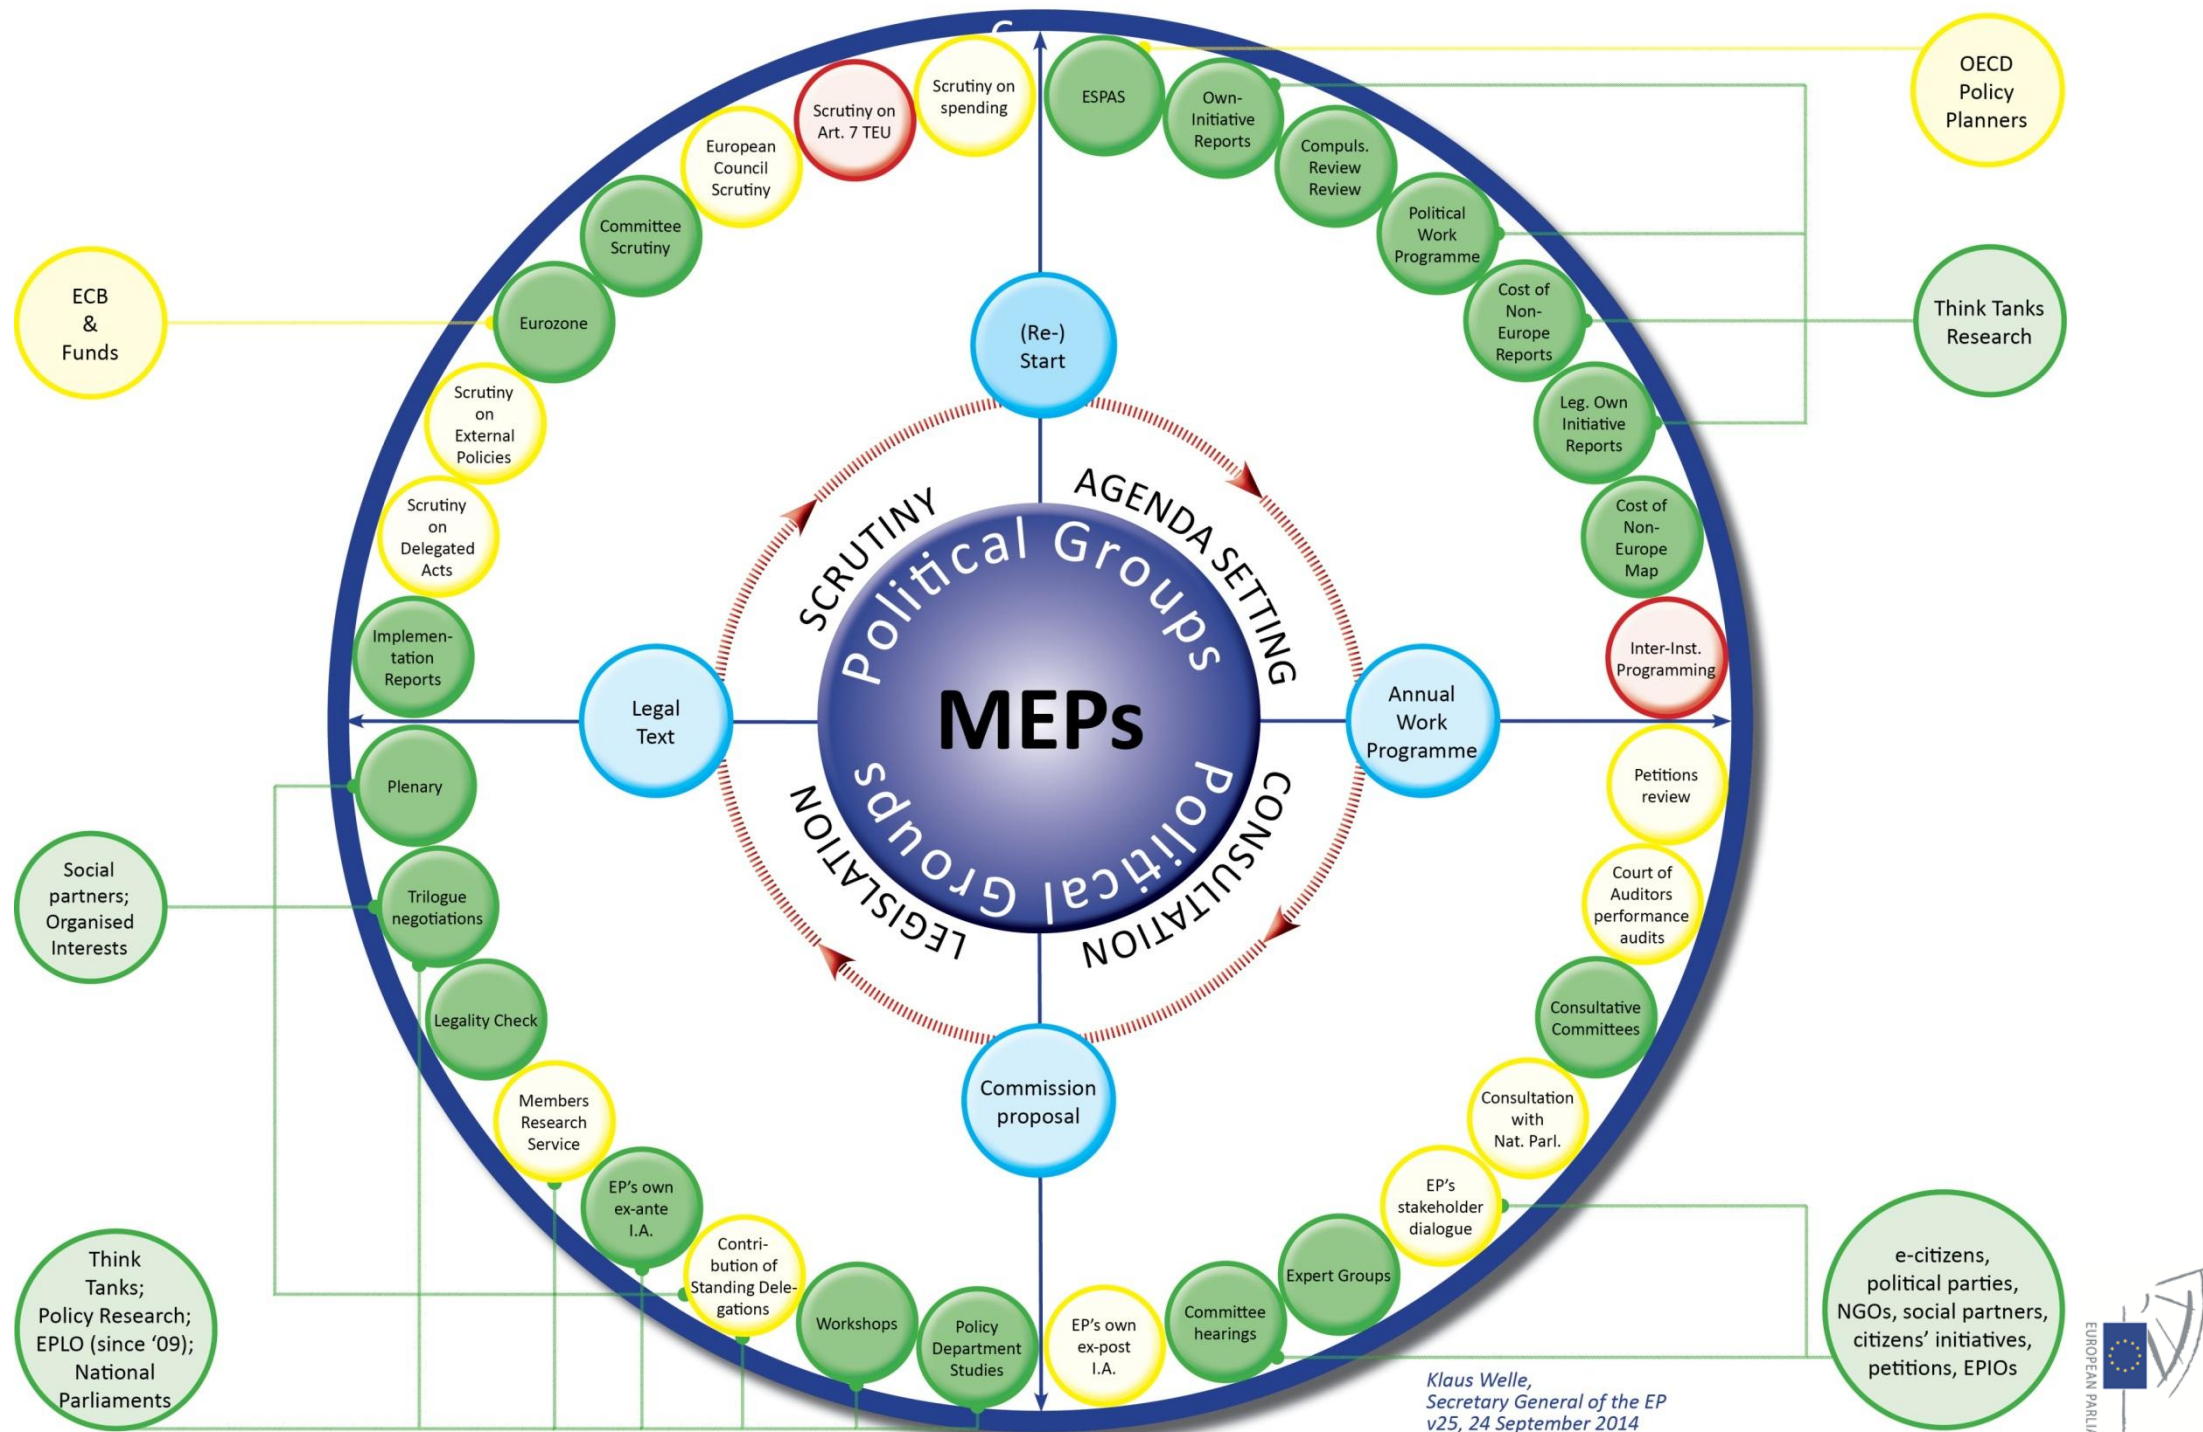 Scrutiny on
spending
Scrutiny on
Art. 7 TEU
European
Council
Scrutiny
Committee
Scrutiny
Eurozone
Scrutiny
on
External
Policies
Scrutiny
on
Delegated
Acts
Implemen-
tation
Reports
ESPAS
Own-
Initiative
Reports
Compuls.
Review
Review
Political
Work
Programme
Cost of
Non-
Europe
Reports
Leg. Own
Initiative
Reports
Cost of
Non-
Europe
Map
Inter-Inst.
Programming
OECD
Policy
Planners
Think Tanks
Research
ECB
&
Funds
(Re-)
Start
SCRUTINY
AGENDA SETTING
Political Groups
MEPs
Political Groups
LEGISLATION
CONSULTATION
Legal
Text
Annual
Work
Programme
Commission
proposal
Petitions
review
Court of
Auditors
performance
audits
Consultative
Committees
Consultation
with
Nat. Parl.
EP's
stakeholder
dialogue
Expert Groups
Committee
hearings
EP's own
ex-post
I.A.
Plenary
Trilogue
negotiations
Legality Check
Members
Research
Service
EP's own
ex-ante
I.A.
Contri-
bution of
Standing Dele-
gations
Workshops
Policy
Department
Studies
Social
partners;
Organised
Interests
Think
Tanks;
Policy Research;
EPLO (since ‘09);
National
Parliaments
e-citizens,
political parties,
NGOs, social partners,
citizens’ initiatives,
petitions, EPIOs
Klaus Welle,
Secretary General of the EP
v25, 24 September 2014
EUROPEAN PARLIA